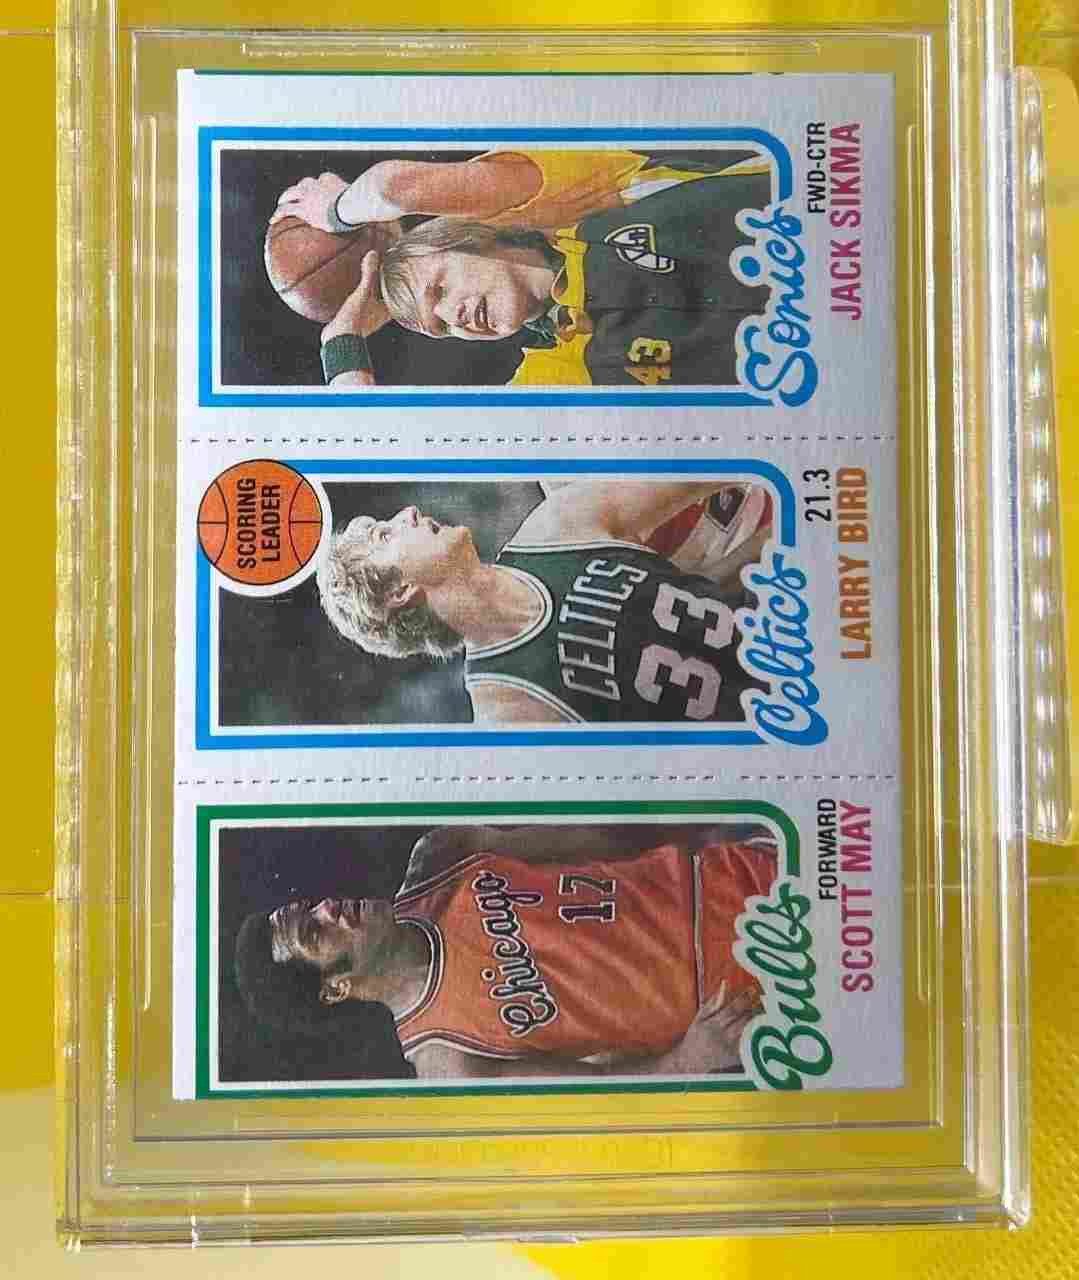 Bulls
FORWARD
SCOTT MAY
Chicago
17
SCORING
LEADER
CELTICS
33
Celtics
21.3
LARRY BIRD
43
Sonics
FWD-CTR
JACK SIKMA